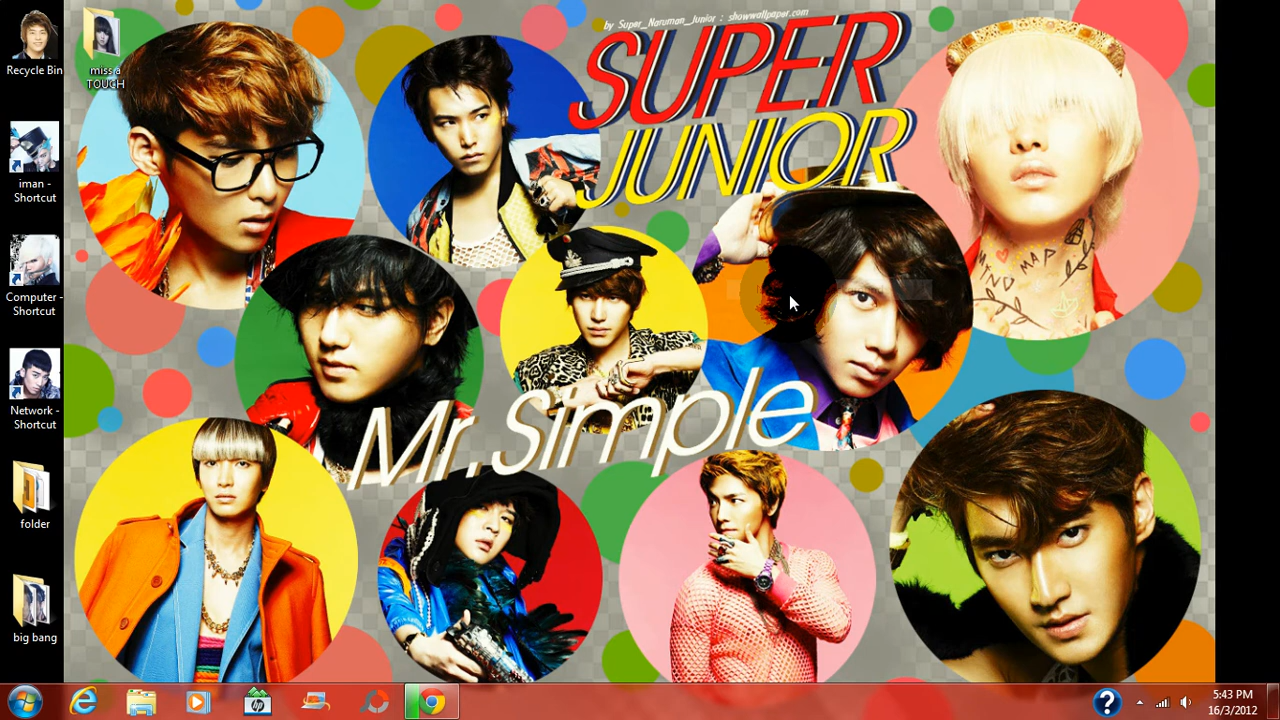 Recycle Bin
miss a
TOUCH
iman -
Shortcut
Computer -
Shortcut
Network -
Shortcut
folder
big bang
by Super_Naruman_Junior : showwallpaper.com
SUPER
JUNIOR
MIND MAP
Mr.Simple
hp
?
5:43 PM
16/3/2012